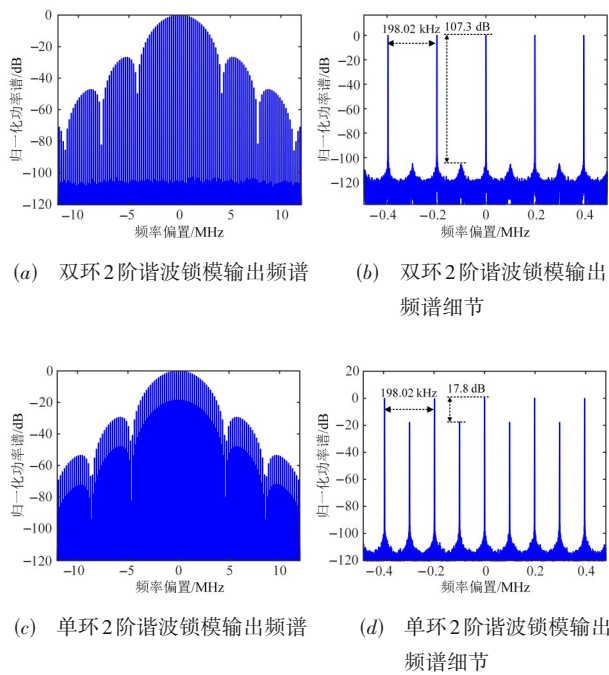 0
−20
−40
−60
−80
−100
−120
归一化功率谱/dB
−10 −5 0 5 10
频率偏置/MHz
(a) 双环2阶谐波锁模输出频谱
0
−20
−40
−60
−80
−100
−120
归一化功率谱/dB
198.02 kHz
107.3 dB
−0.4 −0.2 0 0.2 0.4
频率偏置/MHz
(b) 双环2阶谐波锁模输出
频谱细节
0
−20
−40
−60
−80
−100
−120
归一化功率谱/dB
−10 −5 0 5 10
频率偏置/MHz
(c) 单环2阶谐波锁模输出频谱
20
0
−20
−40
−60
−80
−100
−120
归一化功率谱/dB
198.02 kHz
17.8 dB
−0.4 −0.2 0 0.2 0.4
频率偏置/MHz
(d) 单环2阶谐波锁模输出
频谱细节